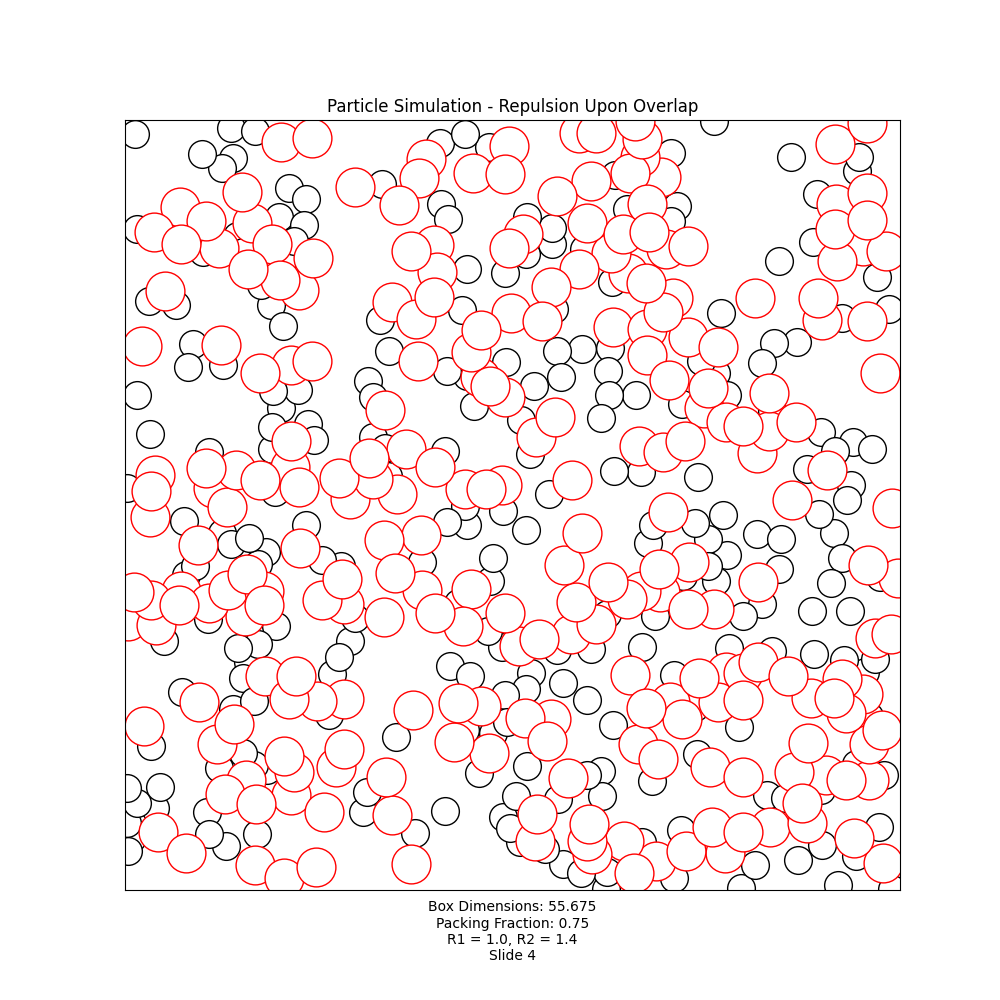 Particle Simulation - Repulsion Upon Overlap
Box Dimensions: 55.675
Packing Fraction: 0.75
R1 = 1.0, R2 = 1.4
Slide 4